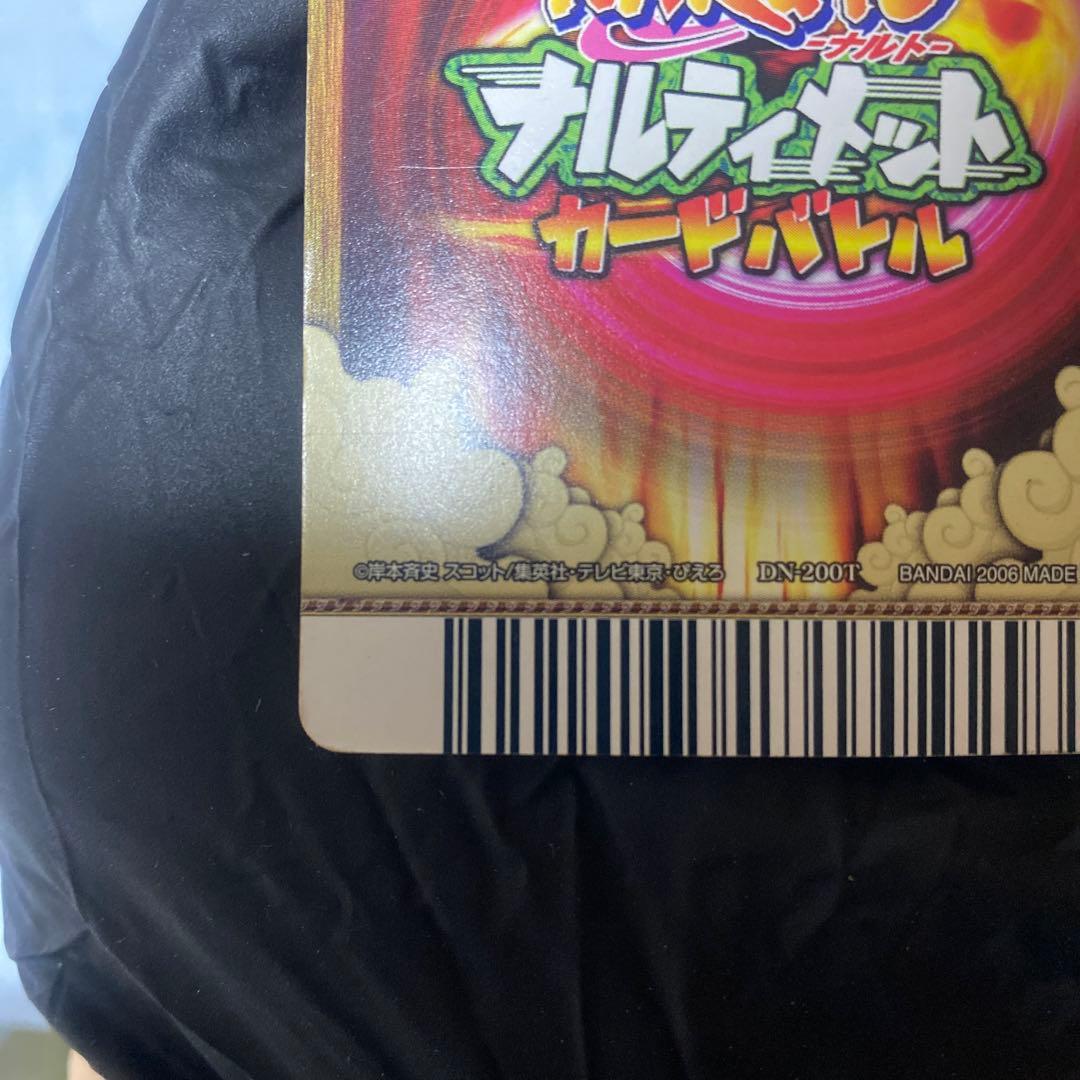 -ナルト-
ナルティメット
カードバトル
©岸本斉史 スコット/集英社・テレビ東京・ぴえろ DN-200T BANDAI 2006 MADE